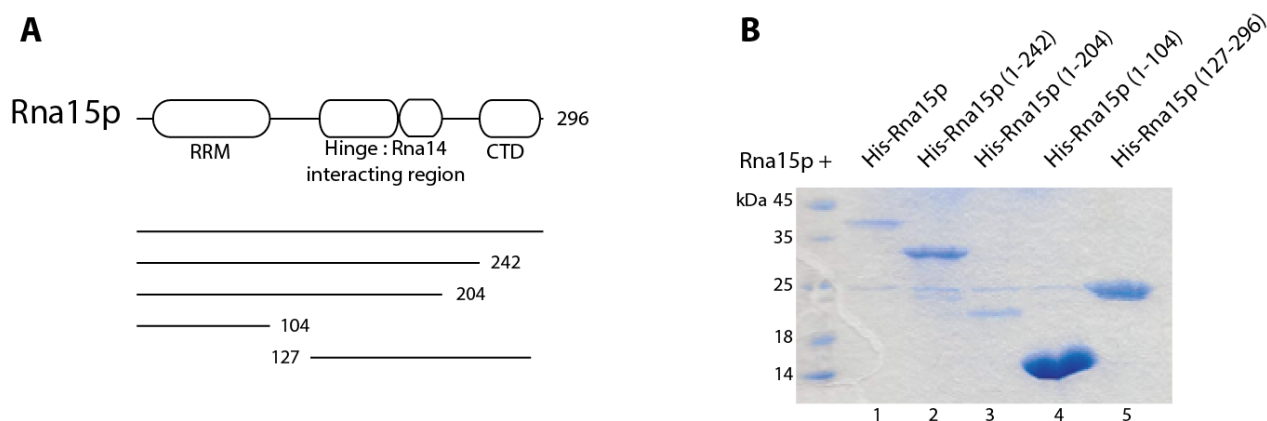 A
Rna15p
296
RRM
Hinge : Rna14
interacting region
CTD
242
204
104
127
B
Rna15p +
His-Rna15p
His-Rna15p (1-242)
His-Rna15p (1-204)
His-Rna15p (1-104)
His-Rna15p (127-296)
kDa 45
35
25
18
14
1 2 3 4 5